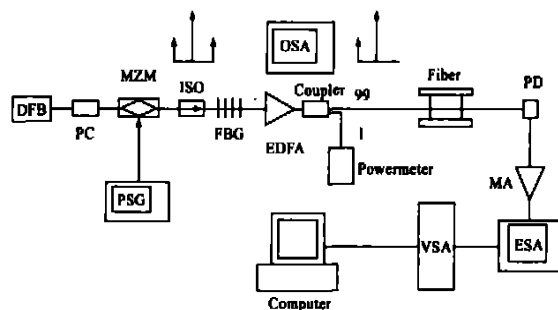 OSA
MZM
ISO
Coupler
99
Fiber
PD
DFB
PC
FBG
EDFA
1
Powermeter
MA
PSG
VSA
ESA
Computer